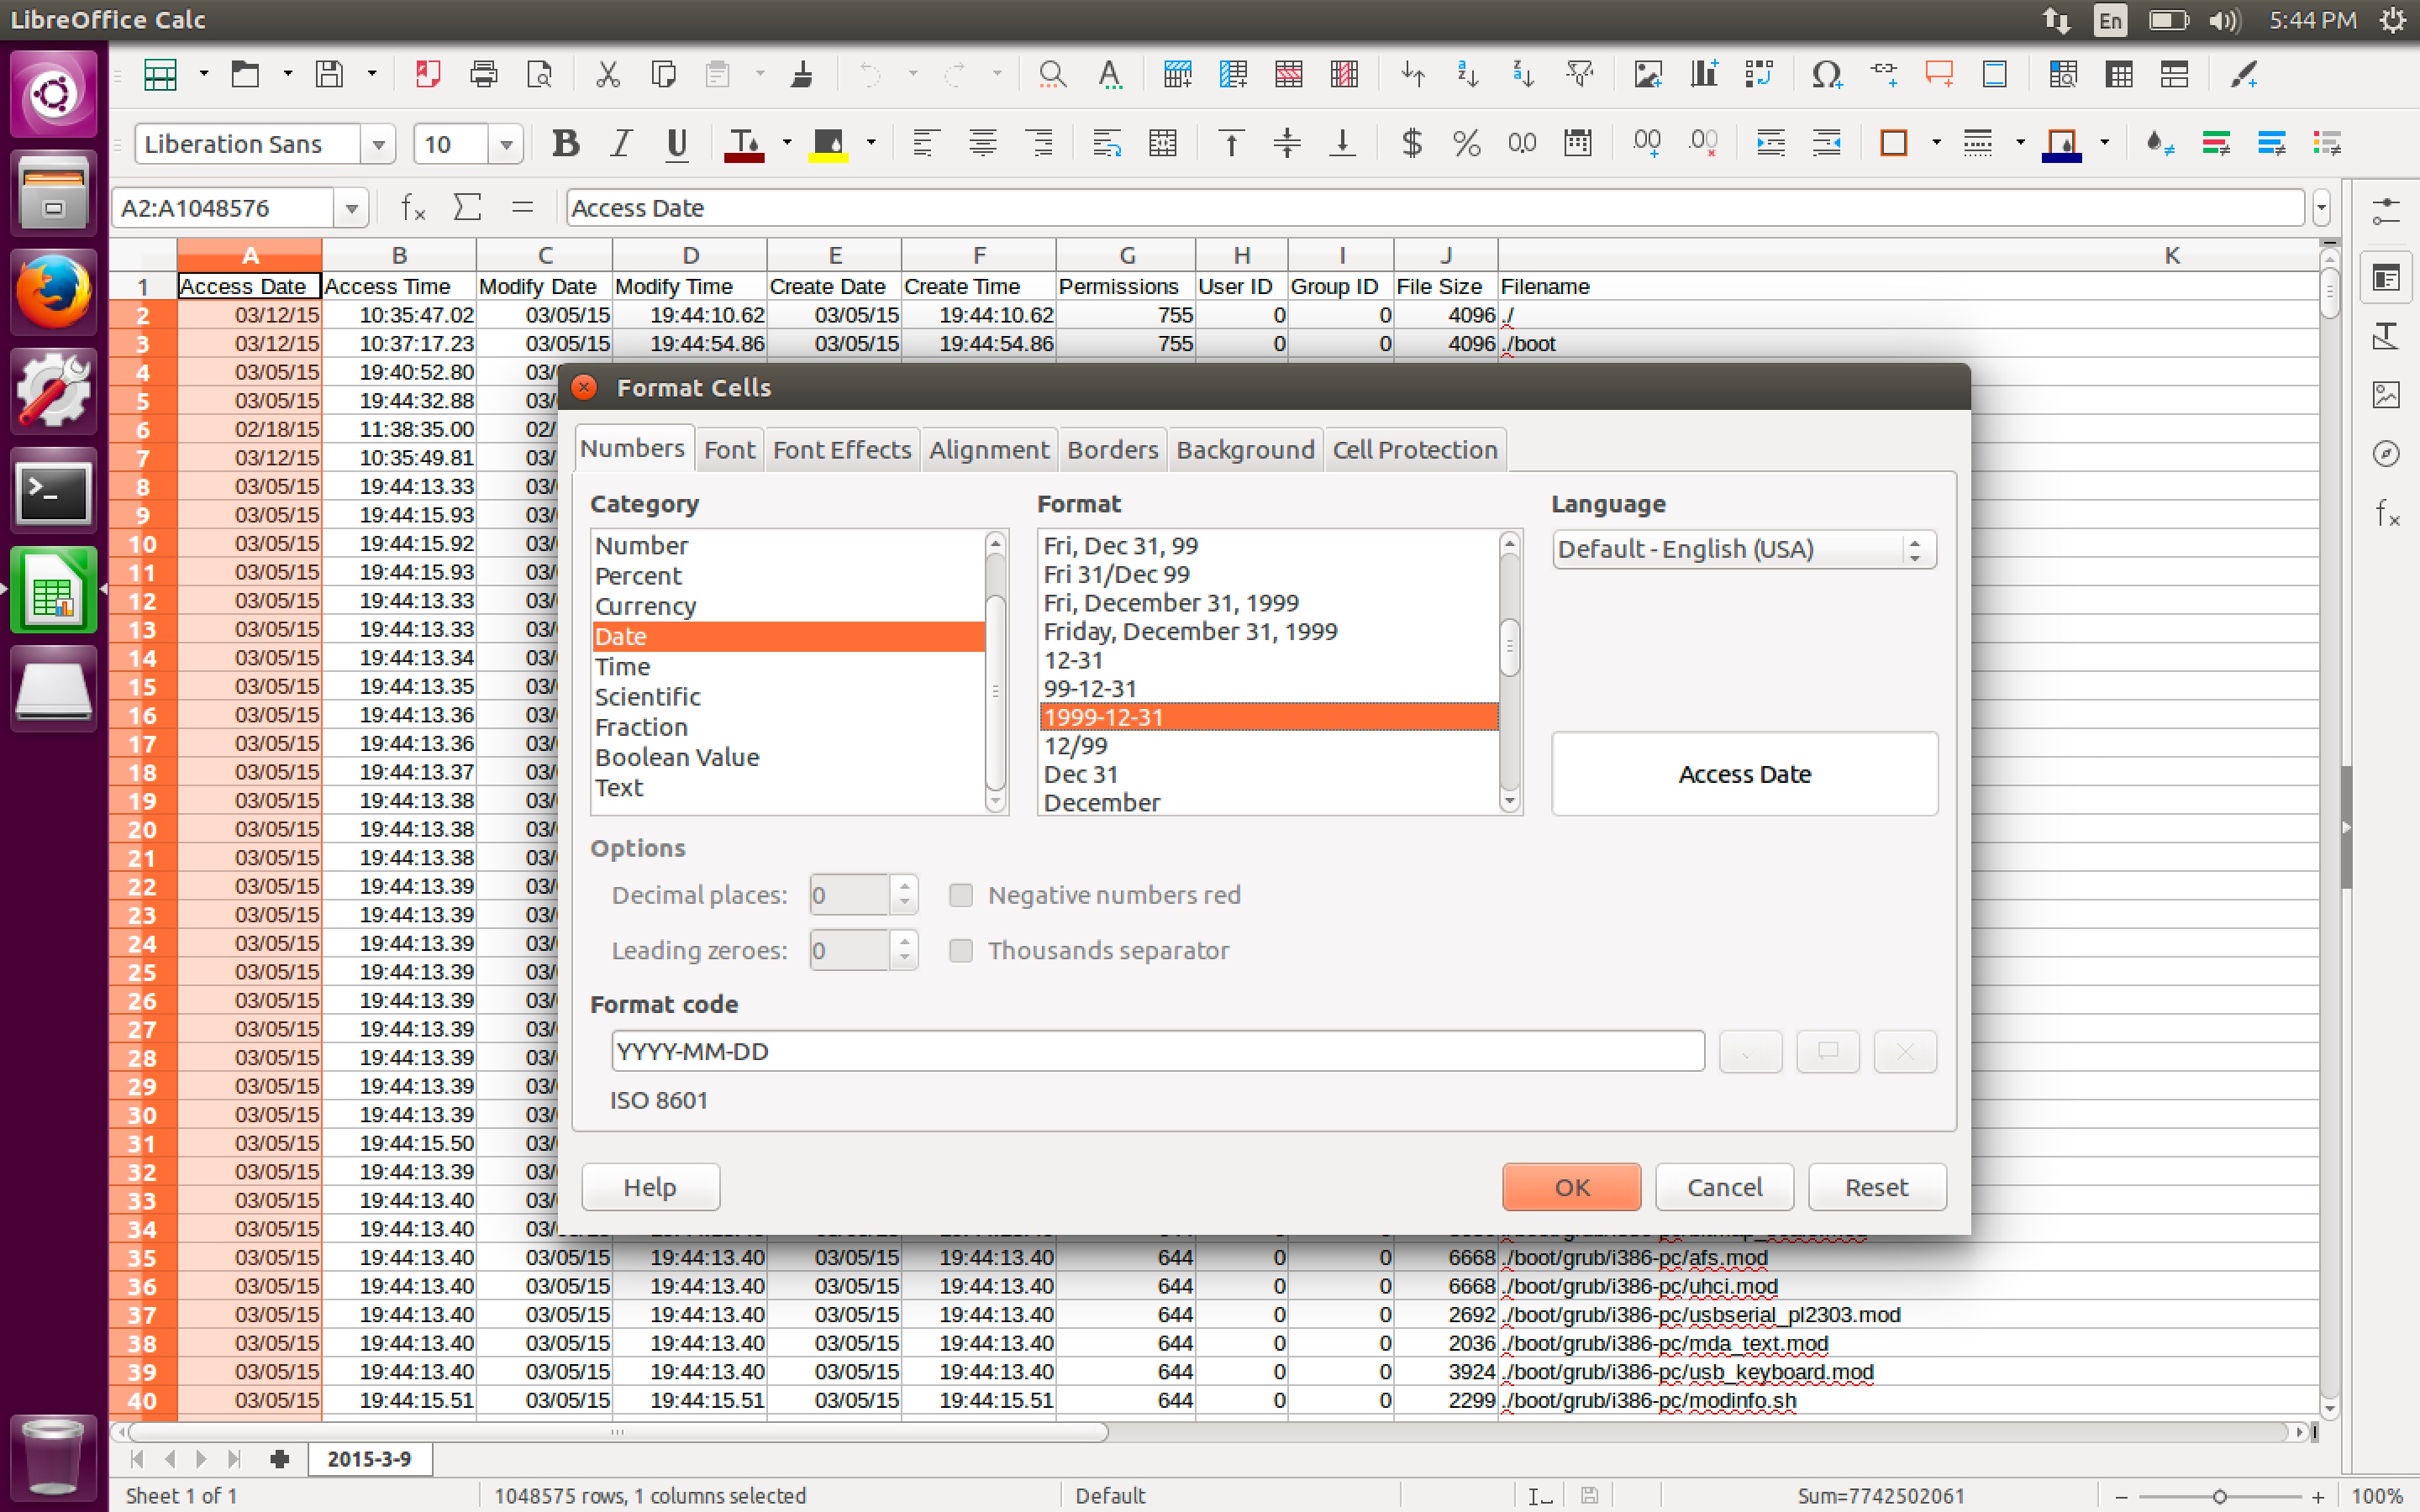 LibreOffice Calc
En
5:44 PM
Liberation Sans 10
A2:A1048576 Access Date
A B C D E F G H I J K
1 Access Date Access Time Modify Date Modify Time Create Date Create Time Permissions User ID Group ID File Size Filename
2 03/12/15 10:35:47.02 03/05/15 19:44:10.62 03/05/15 19:44:10.62 755 0 0 4096 ./
3 03/12/15 10:37:17.23 03/05/15 19:44:54.86 03/05/15 19:44:54.86 755 0 0 4096 ./boot
4 03/05/15 19:40:52.80
5 03/05/15 19:44:32.88
6 02/18/15 11:38:35.00
7 03/12/15 10:35:49.81
8 03/05/15 19:44:13.33
9 03/05/15 19:44:15.93
10 03/05/15 19:44:15.92
11 03/05/15 19:44:15.93
12 03/05/15 19:44:13.33
13 03/05/15 19:44:13.33
14 03/05/15 19:44:13.34
15 03/05/15 19:44:13.35
16 03/05/15 19:44:13.36
17 03/05/15 19:44:13.36
18 03/05/15 19:44:13.37
19 03/05/15 19:44:13.38
20 03/05/15 19:44:13.38
21 03/05/15 19:44:13.38
22 03/05/15 19:44:13.39
23 03/05/15 19:44:13.39
24 03/05/15 19:44:13.39
25 03/05/15 19:44:13.39
26 03/05/15 19:44:13.39
27 03/05/15 19:44:13.39
28 03/05/15 19:44:13.39
29 03/05/15 19:44:13.39
30 03/05/15 19:44:13.39
31 03/05/15 19:44:15.50
32 03/05/15 19:44:13.39
33 03/05/15 19:44:13.40
34 03/05/15 19:44:13.40
35 03/05/15 19:44:13.40 03/05/15 19:44:13.40 03/05/15 19:44:13.40 644 0 0 6668 ./boot/grub/i386-pc/afs.mod
36 03/05/15 19:44:13.40 03/05/15 19:44:13.40 03/05/15 19:44:13.40 644 0 0 6668 ./boot/grub/i386-pc/uhci.mod
37 03/05/15 19:44:13.40 03/05/15 19:44:13.40 03/05/15 19:44:13.40 644 0 0 2692 ./boot/grub/i386-pc/usbserial_pl2303.mod
38 03/05/15 19:44:13.40 03/05/15 19:44:13.40 03/05/15 19:44:13.40 644 0 0 2036 ./boot/grub/i386-pc/mda_text.mod
39 03/05/15 19:44:13.40 03/05/15 19:44:13.40 03/05/15 19:44:13.40 644 0 0 3924 ./boot/grub/i386-pc/usb_keyboard.mod
40 03/05/15 19:44:15.51 03/05/15 19:44:15.51 03/05/15 19:44:15.51 644 0 0 2299 ./boot/grub/i386-pc/modinfo.sh
Format Cells
Numbers Font Font Effects Alignment Borders Background Cell Protection
Category
Number
Percent
Currency
Date
Time
Scientific
Fraction
Boolean Value
Text
Format
Fri, Dec 31, 99
Fri 31/Dec 99
Fri, December 31, 1999
Friday, December 31, 1999
12-31
99-12-31
1999-12-31
12/99
Dec 31
December
Language
Default - English (USA)
Access Date
Options
Decimal places: 0 Negative numbers red
Leading zeroes: 0 Thousands separator
Format code
YYYY-MM-DD
ISO 8601
Help OK Cancel Reset
2015-3-9
Sheet 1 of 1 1048575 rows, 1 columns selected Default Sum=7742502061 100%